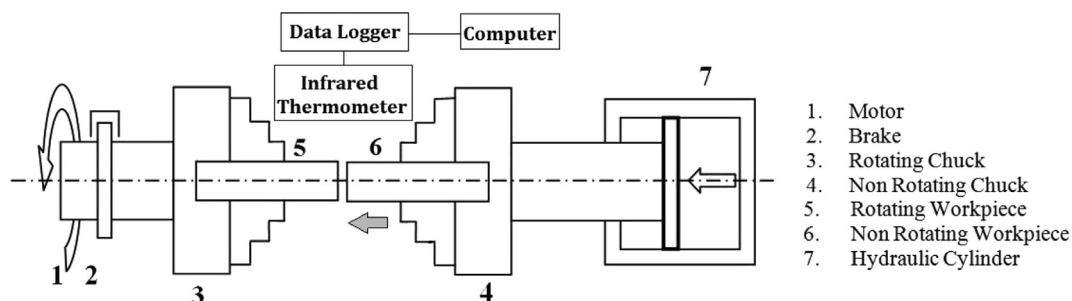 Data Logger
Computer
Infrared
Thermometer
7
5
6
1
2
3
4
1. Motor
2. Brake
3. Rotating Chuck
4. Non Rotating Chuck
5. Rotating Workpiece
6. Non Rotating Workpiece
7. Hydraulic Cylinder